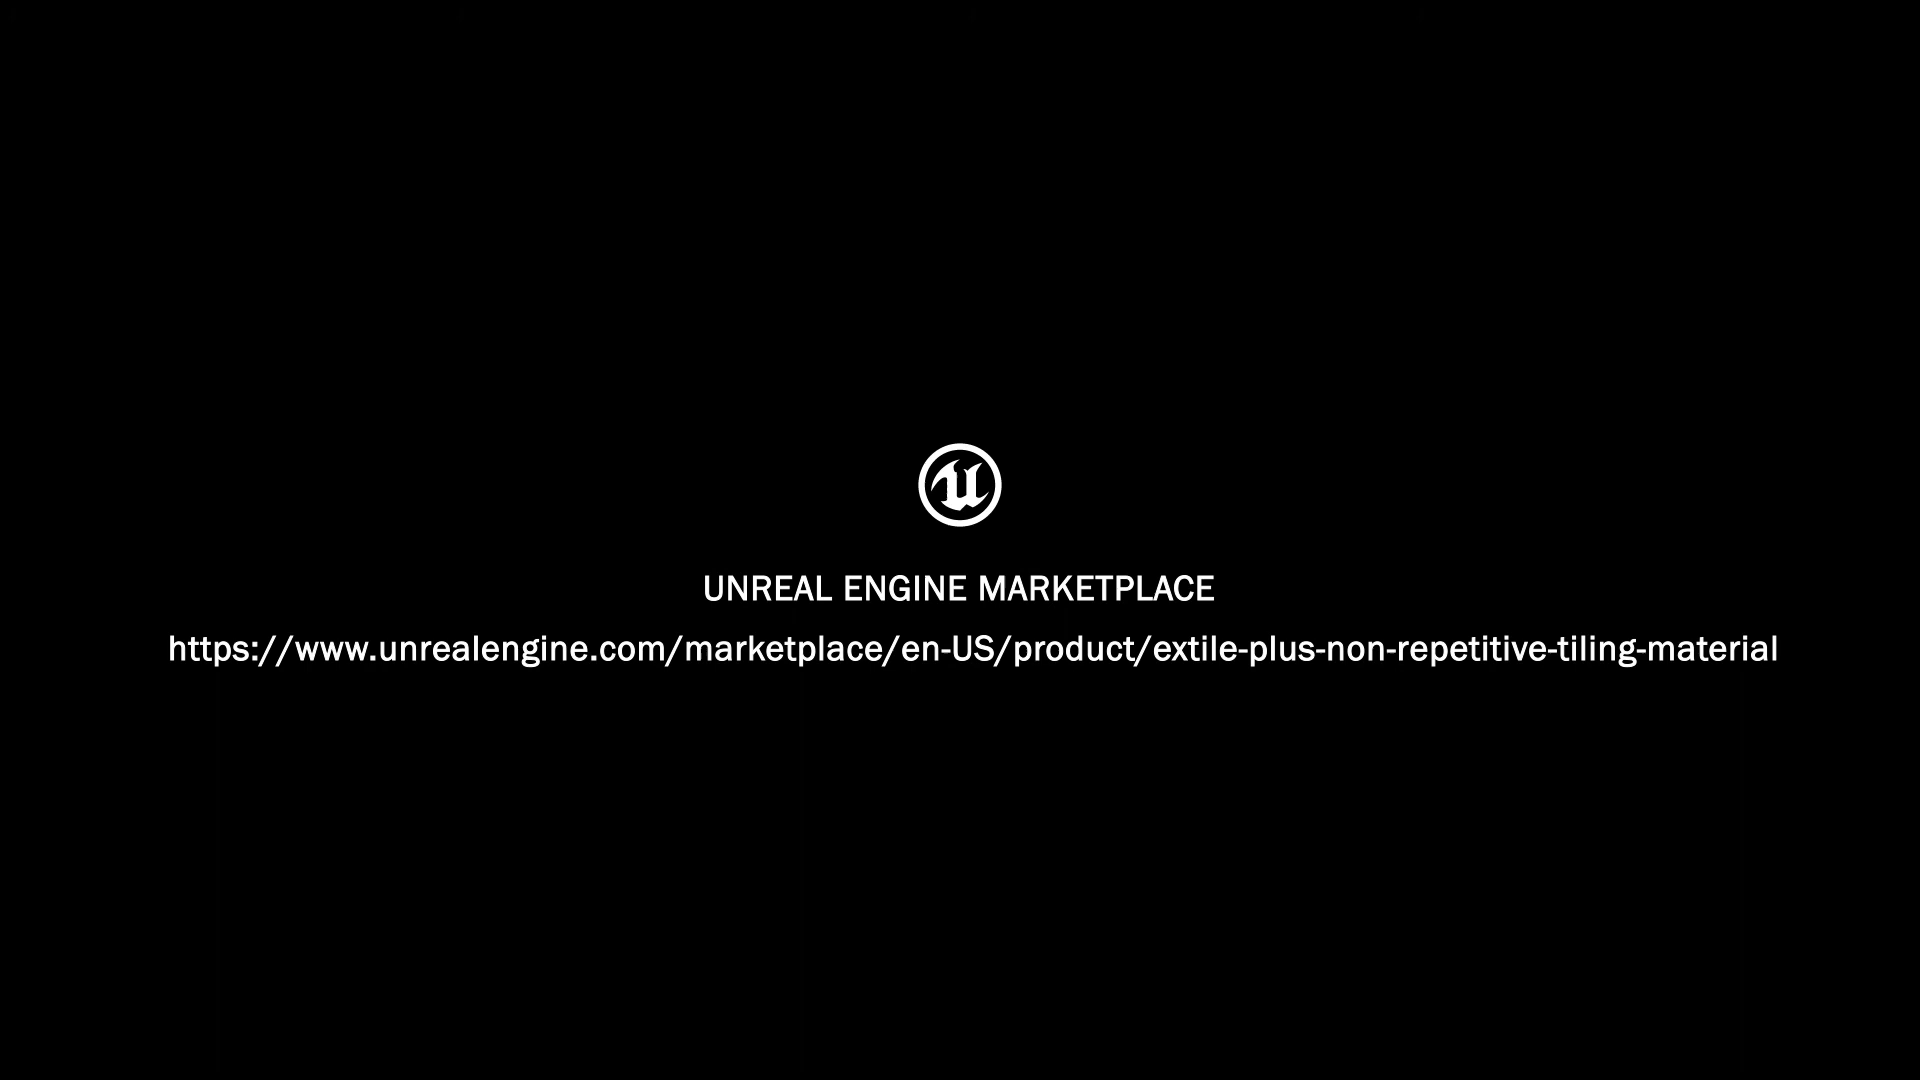 UNREAL ENGINE MARKETPLACE
https://www.unrealengine.com/marketplace/en-US/product/extile-plus-non-repetitive-tiling-material